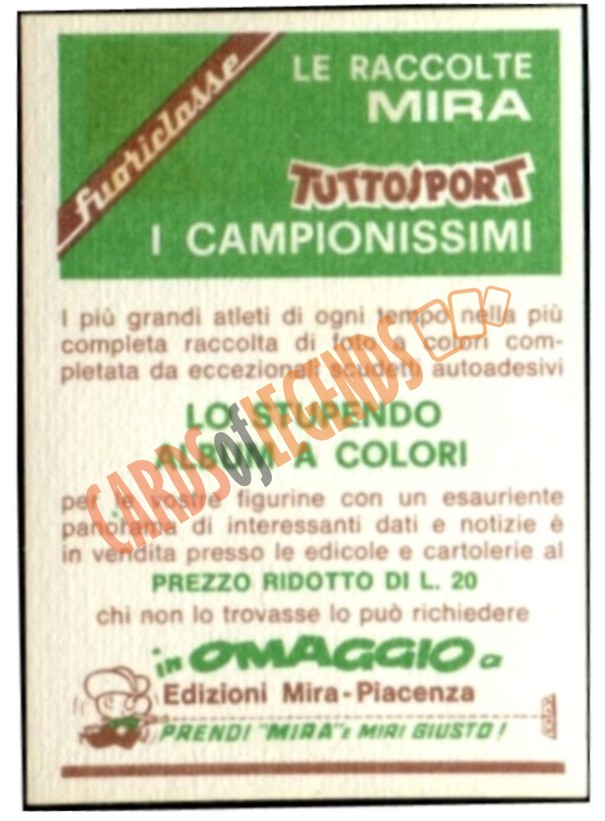 fuoriclasse
LE RACCOLTE
MIRA
TUTTOSPORT
I CAMPIONISSIMI
I più grandi atleti di ogni tempo nella più
completa raccolta di foto a colori com-
pletata da eccezionali scudetti autoadesivi
LO STUPENDO
ALBUM A COLORI
per le vostre figurine con un esauriente
panorama di interessanti dati e notizie è
in vendita presso le edicole e cartolerie al
PREZZO RIDOTTO DI L. 20
chi non lo trovasse lo può richiedere
in OMAGGIO a
Edizioni Mira - Piacenza
PRENDI "MIRA" E MIRI GIUSTO!
CARDS of LEGENDS